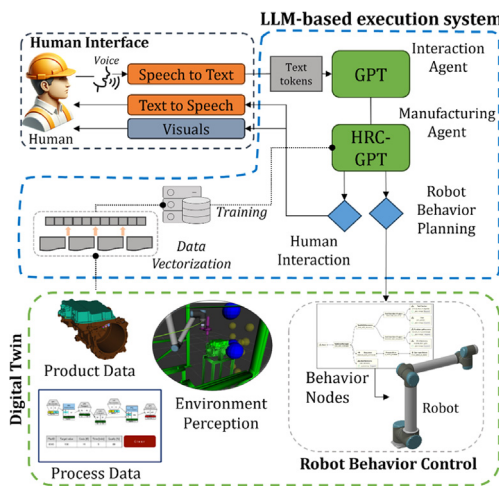 LLM-based execution system
Human Interface
Voice
Speech to Text
Text to Speech
Visuals
Human
Text
tokens
GPT
Interaction
Agent
Manufacturing
Agent
HRC-
GPT
Training
Data
Vectorization
Human
Interaction
Robot
Behavior
Planning
Digital Twin
Product Data
Environment
Perception
Process Data
Behavior
Nodes
Robot
Robot Behavior Control